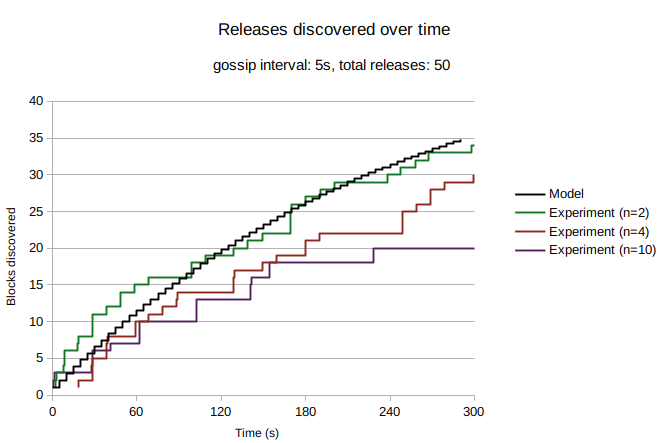 Releases discovered over time
gossip interval: 5s, total releases: 50
40
35
30
25
20
15
10
5
0
Blocks discovered
0 60 120 180 240 300
Time (s)
Model
Experiment (n=2)
Experiment (n=4)
Experiment (n=10)